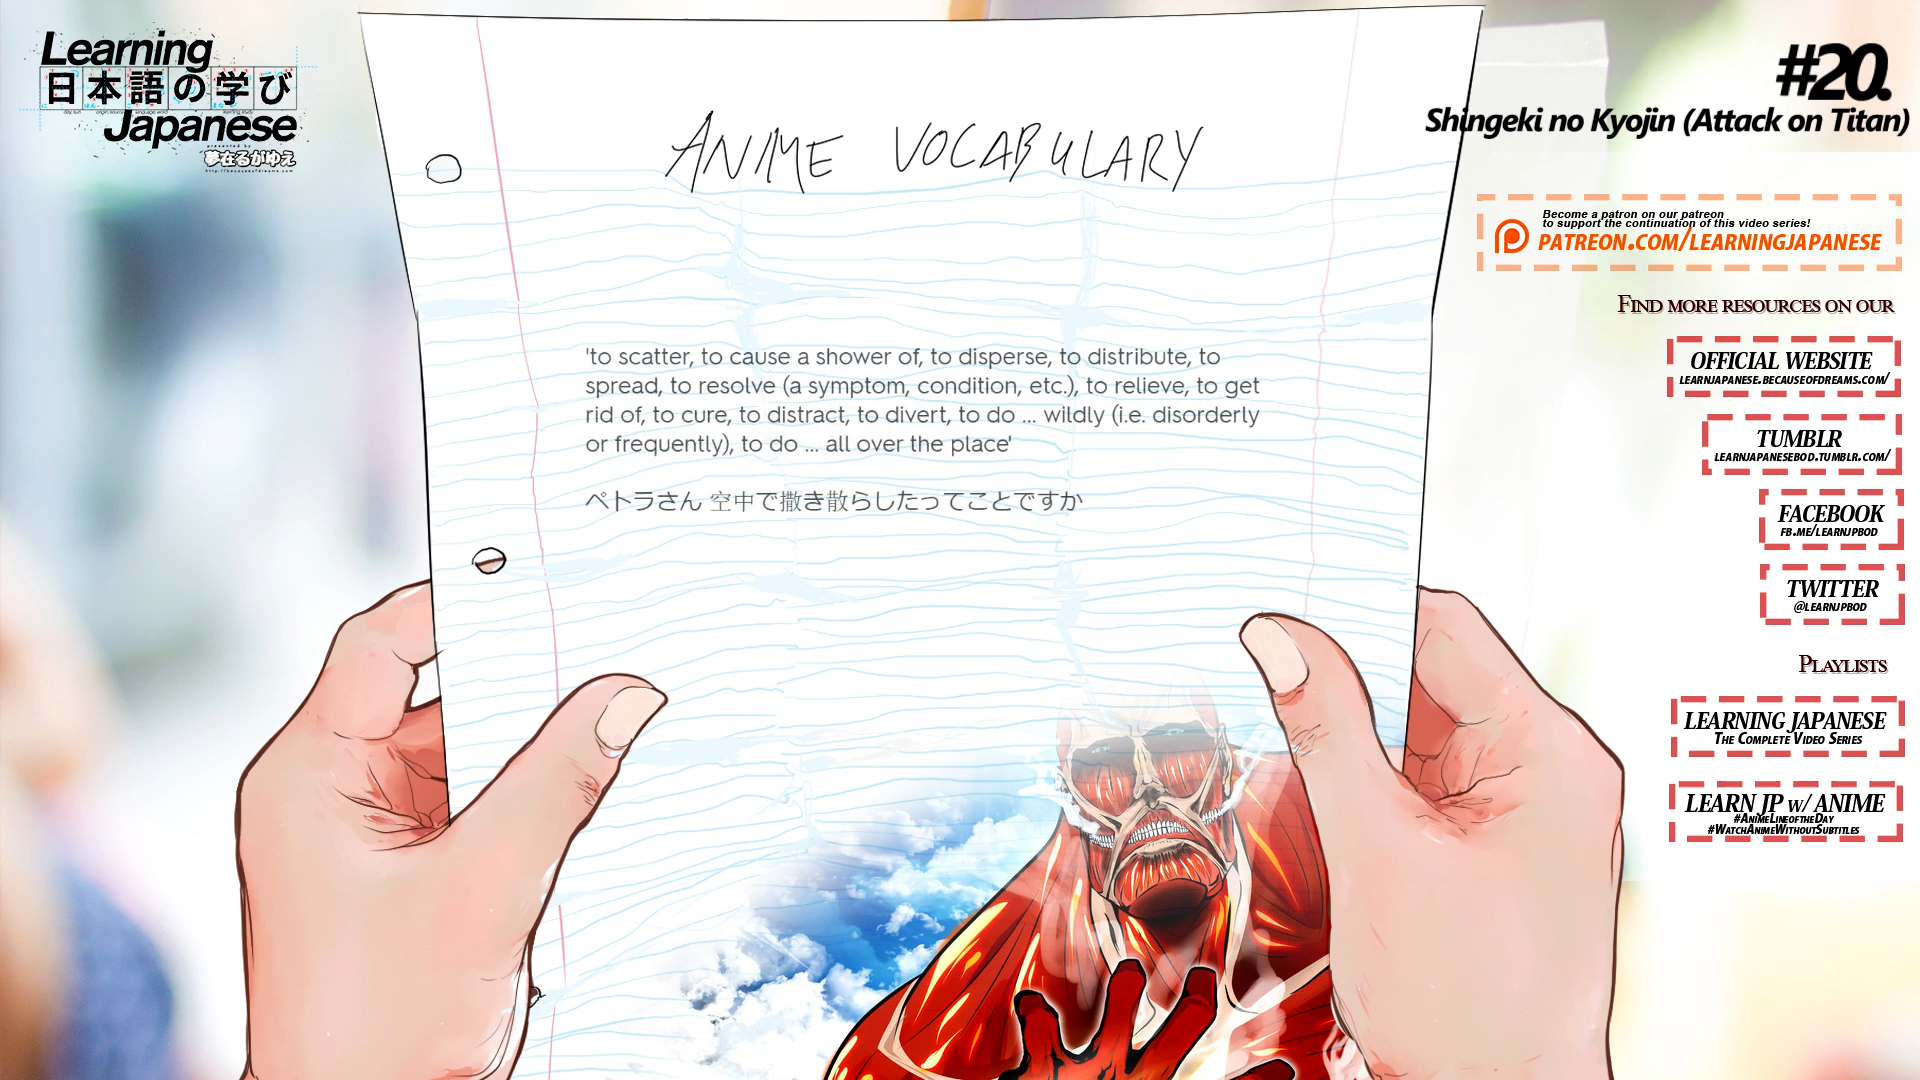 Learning
日本語の学び
Japanese
presented by
夢在るがゆえ
http://becauseofdreams.com
#20.
Shingeki no Kyojin (Attack on Titan)
ANIME VOCABULARY
'to scatter, to cause a shower of, to disperse, to distribute, to
spread, to resolve (a symptom, condition, etc.), to relieve, to get
rid of, to cure, to distract, to divert, to do ... wildly (i.e. disorderly
or frequently), to do ... all over the place'
ペトラさん 空中で撒き散らしたってことですか
Become a patron on our patreon
to support the continuation of this video series!
PATREON.COM/LEARNINGJAPANESE
FIND MORE RESOURCES ON OUR
OFFICIAL WEBSITE
LEARNJAPANESE.BECAUSEOFDREAMS.COM/
TUMBLR
LEARNJAPANESEBOD.TUMBLR.COM/
FACEBOOK
FB.ME/LEARNJPBOD
TWITTER
@LEARNJPBOD
PLAYLISTS
LEARNING JAPANESE
THE COMPLETE VIDEO SERIES
LEARN JP W/ ANIME
#ANIMELINEOFTHEDAY
#WATCHANIMEWITHOUTSUBTITLES